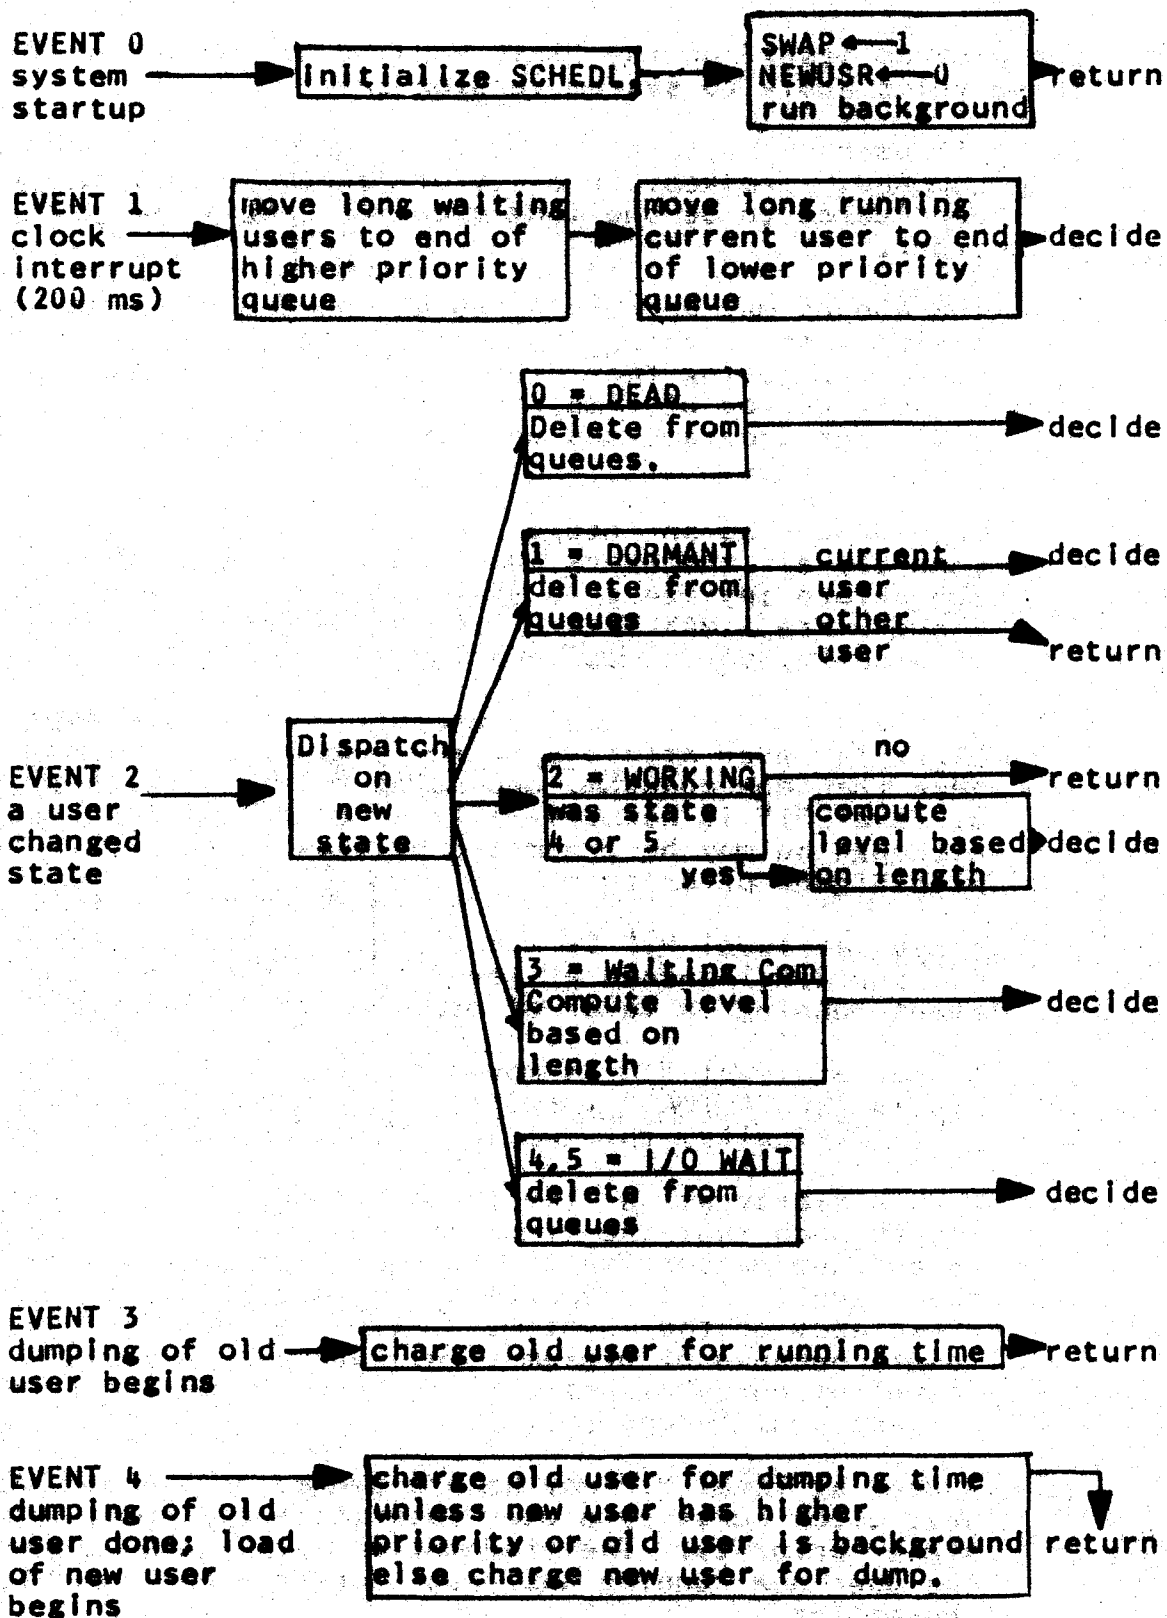 EVENT 0
system
startup
initialize SCHEDL.
SWAP←1
NEWUSR←0
run background
return
EVENT 1
clock
interrupt
(200 ms)
move long waiting
users to end of
higher priority
queue
move long running
current user to end
of lower priority
queue
decide
EVENT 2
a user
changed
state
Dispatch
on
new
state
0 = DEAD
Delete from
queues.
decide
1 = DORMANT
delete from
queues
current
user
decide
other
user
return
2 = WORKING
was state
4 or 5
no
return
yes
compute
level based
on length
decide
3 = Waiting Com
Compute level
based on
length
decide
4,5 = I/O WAIT
delete from
queues
decide
EVENT 3
dumping of old
user begins
charge old user for running time
return
EVENT 4
dumping of old
user done; load
of new user
begins
charge old user for dumping time
unless new user has higher
priority or old user is background
else charge new user for dump.
return